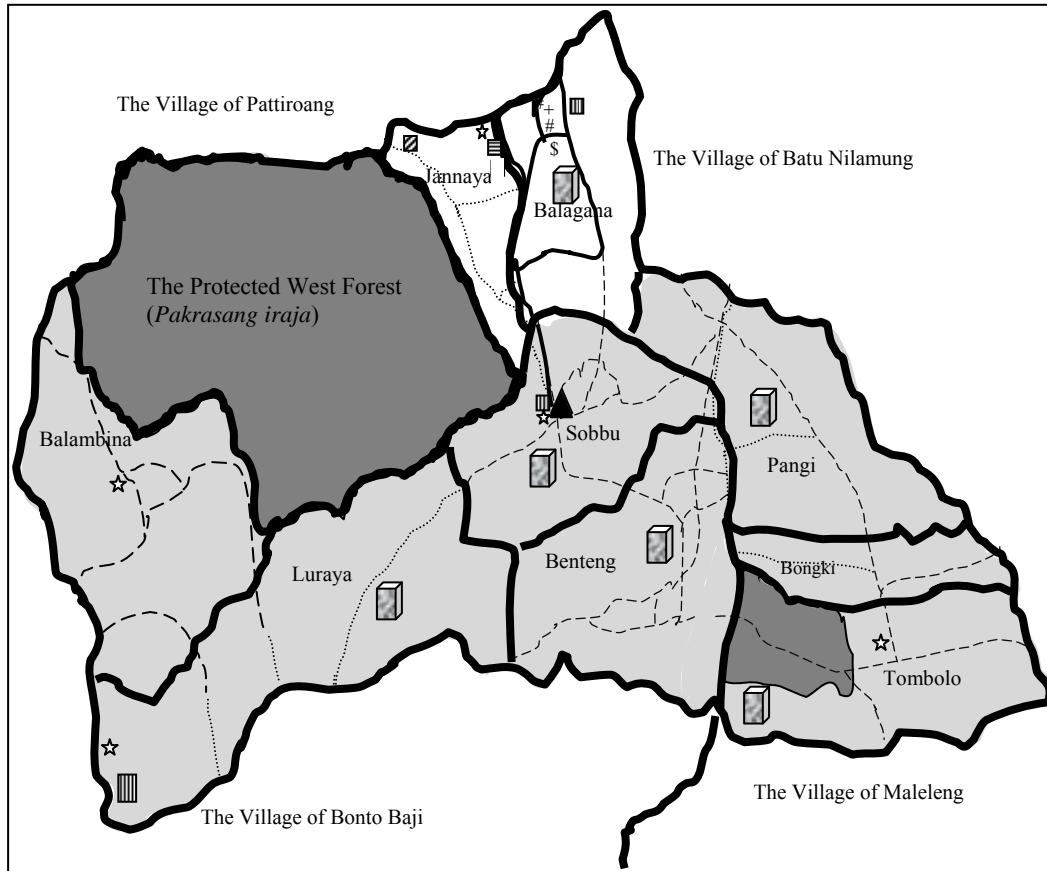 The Village of Pattiroang
#
+
#
$
The Village of Batu Nilamung
Jannaya
Balagana
The Protected West Forest
(Pakrasang iraja)
Balambina
Sobbu
Pangi
Luraya
Benteng
Bongki
Tombolo
The Village of Maleleng
The Village of Bonto Baji